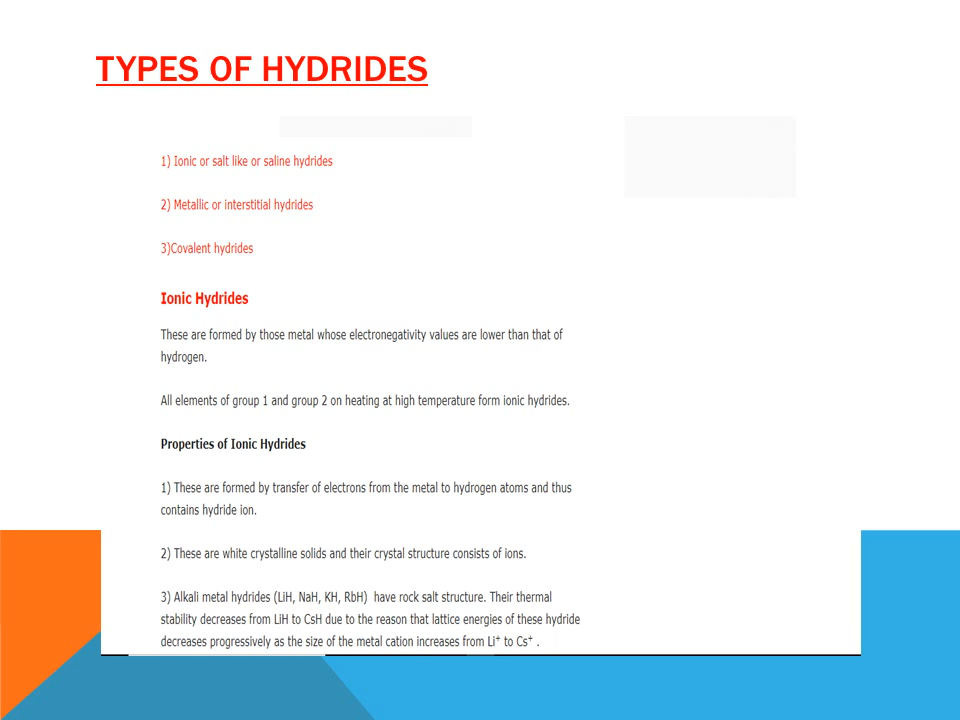 TYPES OF HYDRIDES
1) Ionic or salt like or saline hydrides
2) Metallic or interstitial hydrides
3)Covalent hydrides
Ionic Hydrides
These are formed by those metal whose electronegativity values are lower than that of
hydrogen.
All elements of group 1 and group 2 on heating at high temperature form ionic hydrides.
Properties of Ionic Hydrides
1) These are formed by transfer of electrons from the metal to hydrogen atoms and thus
contains hydride ion.
2) These are white crystalline solids and their crystal structure consists of ions.
3) Alkali metal hydrides (LiH, NaH, KH, RbH)  have rock salt structure. Their thermal
stability decreases from LiH to CsH due to the reason that lattice energies of these hydride
decreases progressively as the size of the metal cation increases from Li⁺ to Cs⁺ .